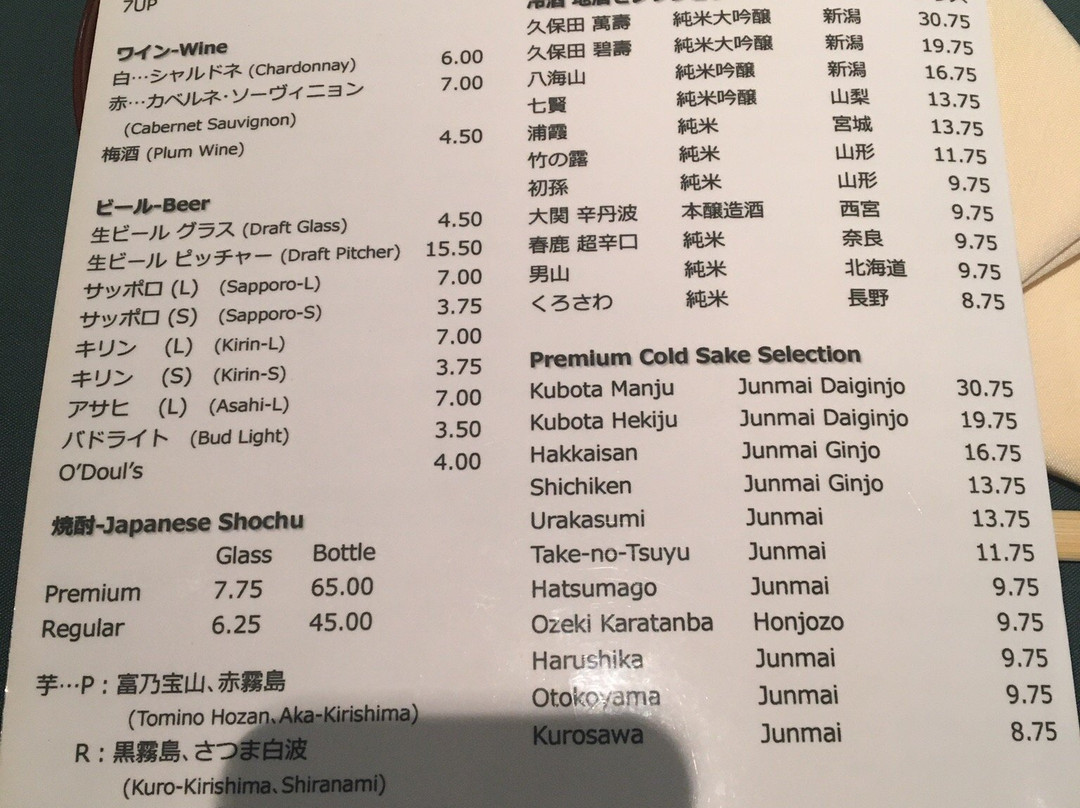 7UP
ワイン-Wine
白…シャルドネ (Chardonnay) 6.00
赤…カベルネ・ソーヴィニョン 7.00
(Cabernet Sauvignon)
梅酒 (Plum Wine) 4.50
ビール-Beer
生ビール グラス (Draft Glass) 4.50
生ビール ピッチャー (Draft Pitcher) 15.50
サッポロ (L) (Sapporo-L) 7.00
サッポロ (S) (Sapporo-S) 3.75
キリン (L) (Kirin-L) 7.00
キリン (S) (Kirin-S) 3.75
アサヒ (L) (Asahi-L) 7.00
バドライト (Bud Light) 3.50
O'Doul's 4.00
焼酎-Japanese Shochu
Glass Bottle
Premium 7.75 65.00
Regular 6.25 45.00
芋…P：富乃宝山、赤霧島
(Tomino Hozan、Aka-Kirishima)
R：黒霧島、さつま白波
(Kuro-Kirishima、Shiranami)
久保田 萬壽 純米大吟醸 新潟 30.75
久保田 碧壽 純米大吟醸 新潟 19.75
八海山 純米吟醸 新潟 16.75
七賢 純米吟醸 山梨 13.75
浦霞 純米 宮城 13.75
竹の露 純米 山形 11.75
初孫 純米 山形 9.75
大関 辛丹波 本醸造酒 西宮 9.75
春鹿 超辛口 純米 奈良 9.75
男山 純米 北海道 9.75
くろさわ 純米 長野 8.75
Premium Cold Sake Selection
Kubota Manju Junmai Daiginjo 30.75
Kubota Hekiju Junmai Daiginjo 19.75
Hakkaisan Junmai Ginjo 16.75
Shichiken Junmai Ginjo 13.75
Urakasumi Junmai 13.75
Take-no-Tsuyu Junmai 11.75
Hatsumago Junmai 9.75
Ozeki Karatanba Honjozo 9.75
Harushika Junmai 9.75
Otokoyama Junmai 9.75
Kurosawa Junmai 8.75